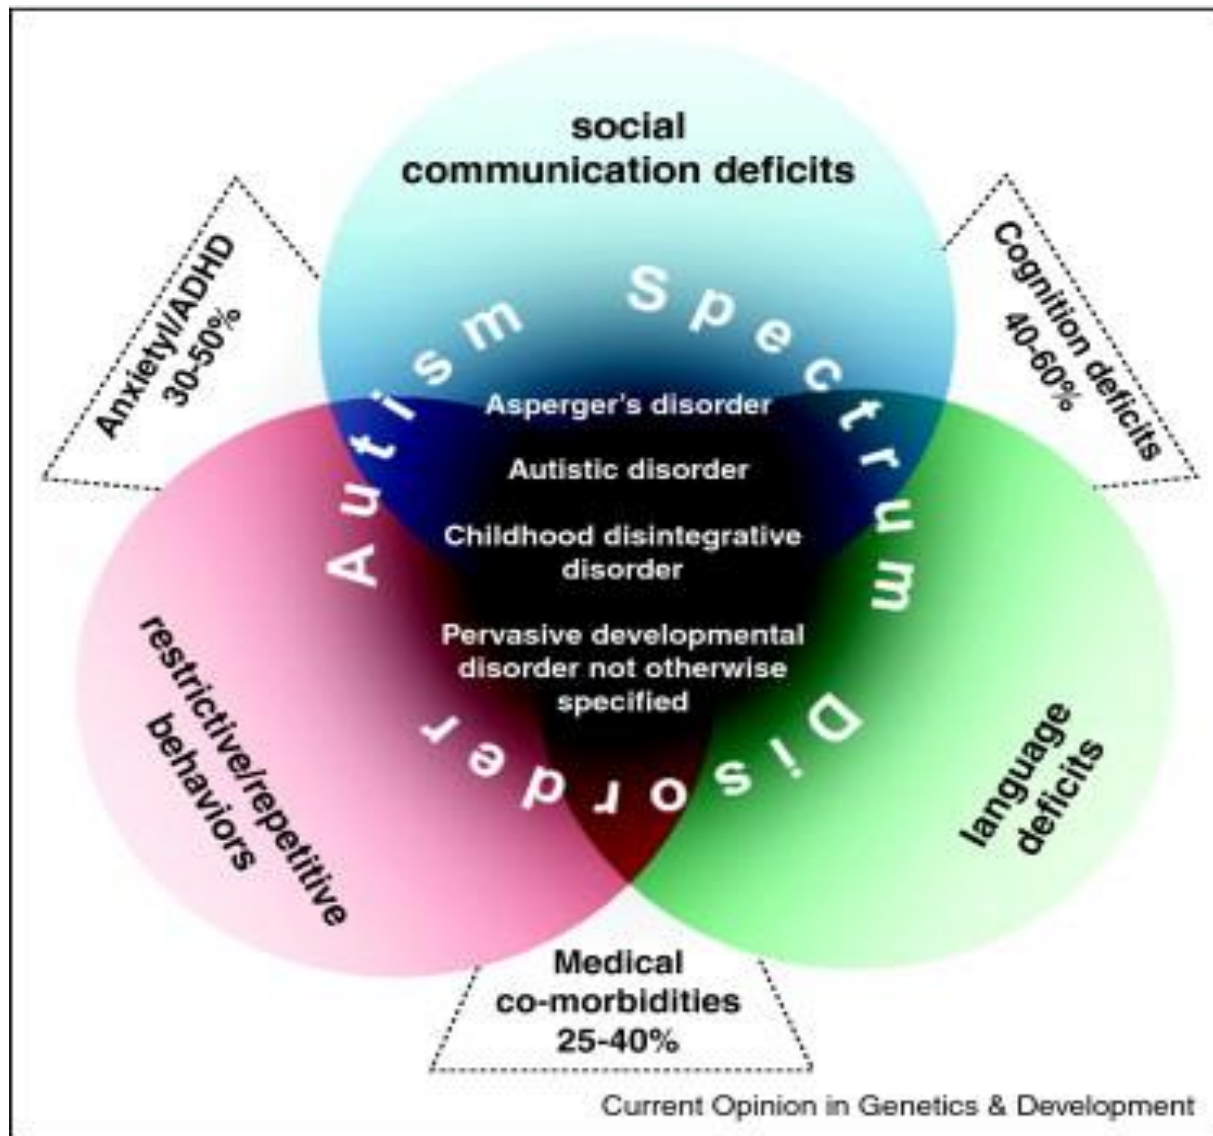 social
communication deficits
Anxietyl/ADHD
30-50%
Cognition deficits
40-60%
Autism Spectrum Disorder
Asperger's disorder
Autistic disorder
Childhood disintegrative
disorder
Pervasive developmental
disorder not otherwise
specified
restrictive/repetitive
behaviors
language
deficits
Medical
co-morbidities
25-40%
Current Opinion in Genetics & Development